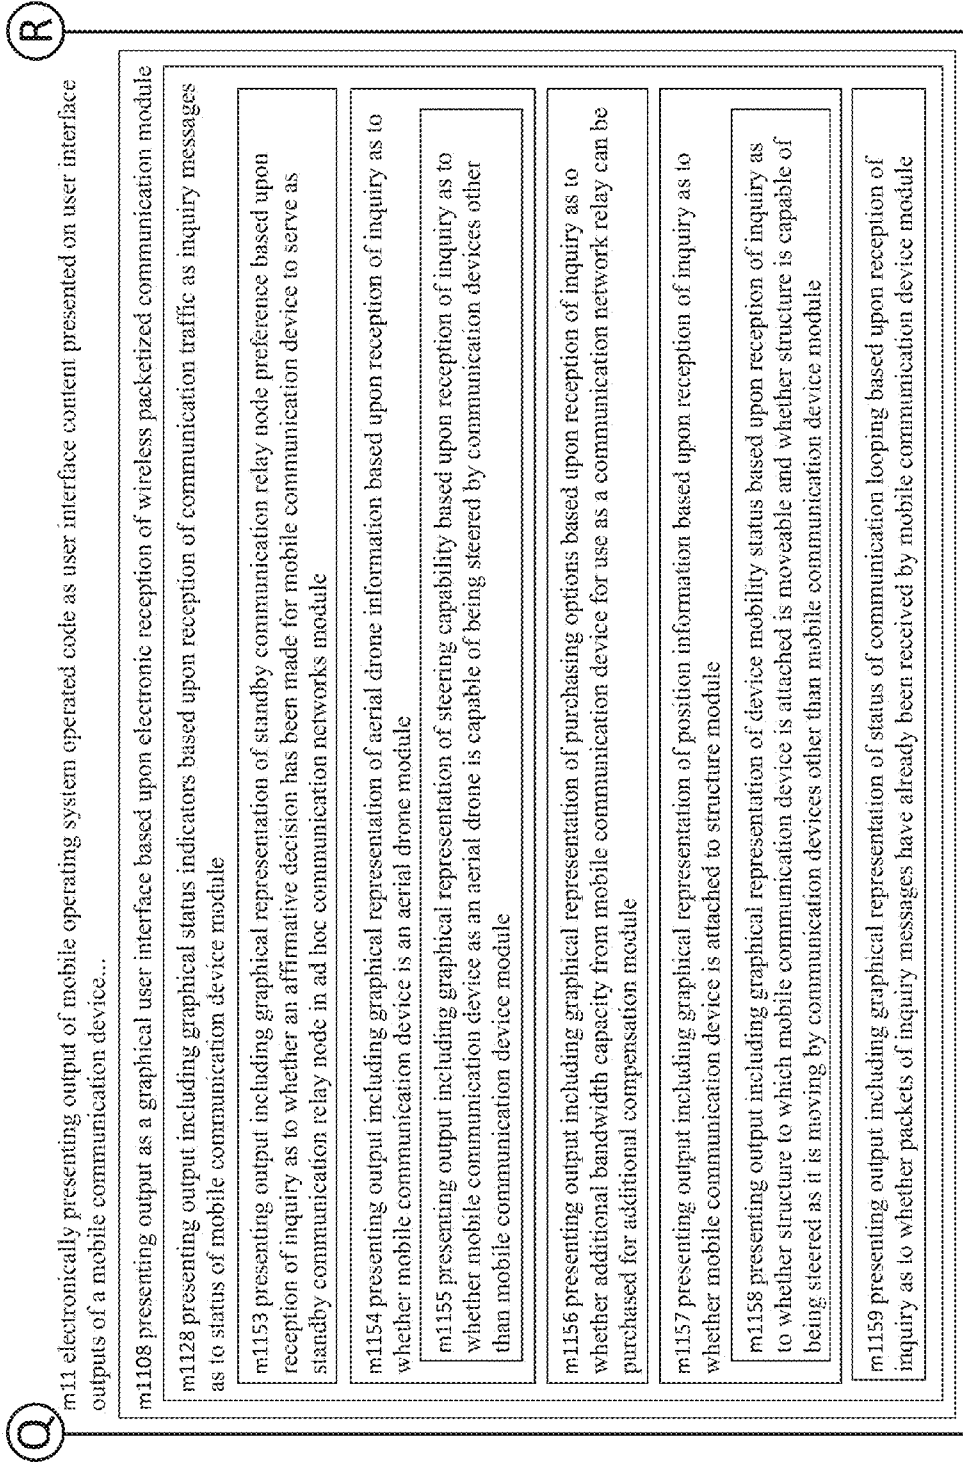 Q
R
m11 electronically presenting output of mobile operating system operated code as user interface content presented on user interface
outputs of a mobile communication device...
m1108 presenting output as a graphical user interface based upon electronic reception of wireless packetized communication module
m1128 presenting output including graphical status indicators based upon reception of communication traffic as inquiry messages
as to status of mobile communication device module
m1153 presenting output including graphical representation of standby communication relay node preference based upon
reception of inquiry as to whether an affirmative decision has been made for mobile communication device to serve as
standby communication relay node in ad hoc communication networks module
m1154 presenting output including graphical representation of aerial drone information based upon reception of inquiry as to
whether mobile communication device is an aerial drone module
m1155 presenting output including graphical representation of steering capability based upon reception of inquiry as to
whether mobile communication device as an aerial drone is capable of being steered by communication devices other
than mobile communication device module
m1156 presenting output including graphical representation of purchasing options based upon reception of inquiry as to
whether additional bandwidth capacity from mobile communication device for use as a communication network relay can be
purchased for additional compensation module
m1157 presenting output including graphical representation of position information based upon reception of inquiry as to
whether mobile communication device is attached to structure module
m1158 presenting output including graphical representation of device mobility status based upon reception of inquiry as
to whether structure to which mobile communication device is attached is moveable and whether structure is capable of
being steered as it is moving by communication devices other than mobile communication device module
m1159 presenting output including graphical representation of status of communication looping based upon reception of
inquiry as to whether packets of inquiry messages have already been received by mobile communication device module